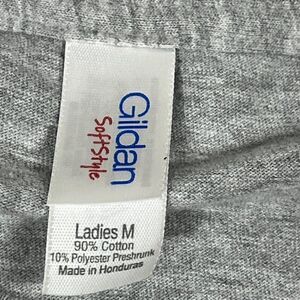 Gildan
SoftStyle
Ladies M
90% Cotton
10% Polyester Preshrunk
Made in Honduras